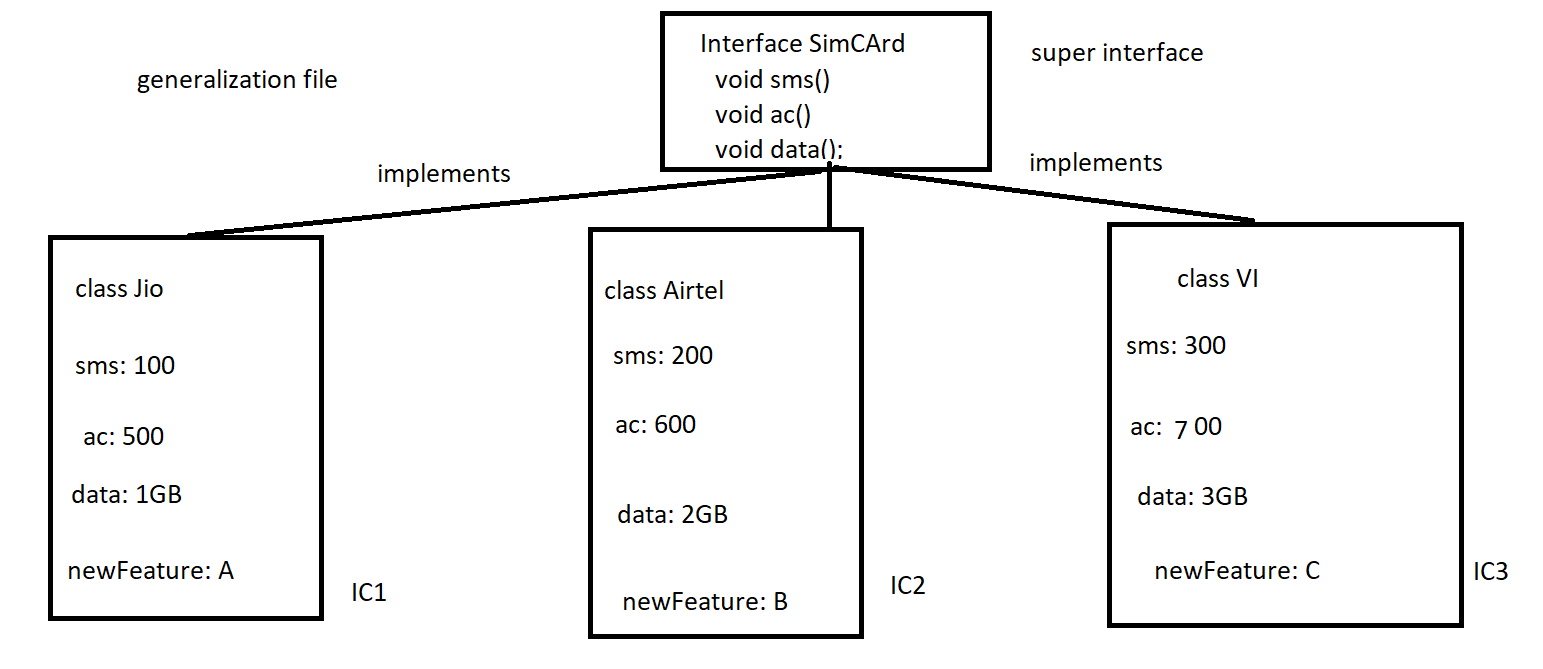 generalization file
Interface SimCArd
void sms()
void ac()
void data();
super interface
implements
implements
class Jio
sms: 100
ac: 500
data: 1GB
newFeature: A
IC1
class Airtel
sms: 200
ac: 600
data: 2GB
newFeature: B
IC2
class VI
sms: 300
ac: 700
data: 3GB
newFeature: C
IC3